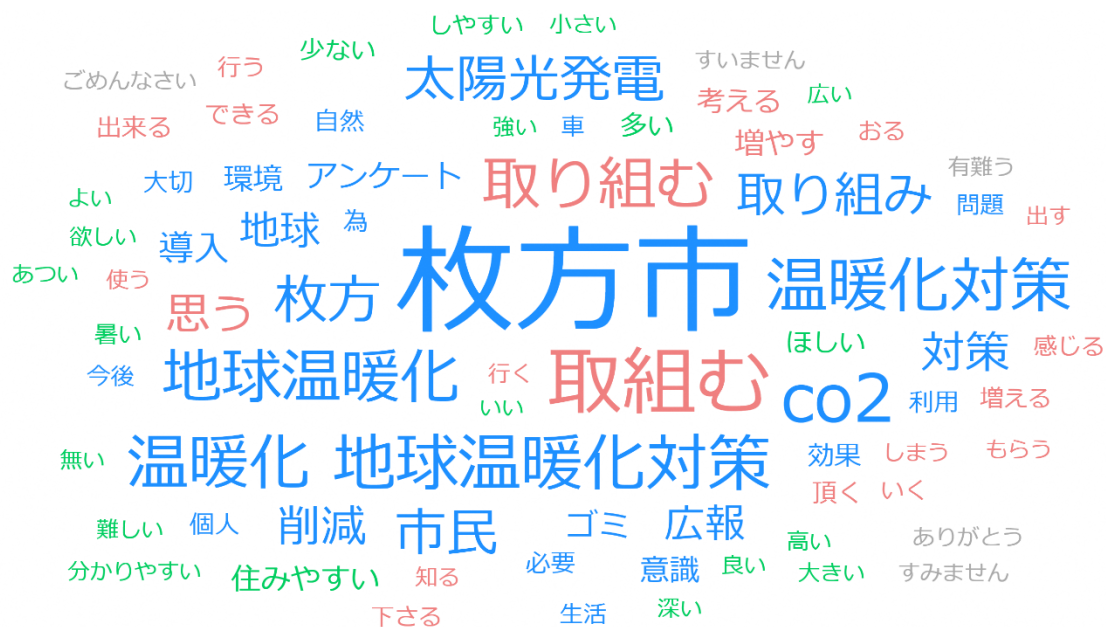 しやすい 小さい
少ない
ごめんなさい 行う 太陽光発電 すいません
出来る できる 自然 強い 車 多い 考える 広い
増やす おる
よい 大切 環境 アンケート 取り組む 取り組み 有難う
欲しい 導入 地球 為 問題 出す
あつい 使う 枚方 枚方市 温暖化対策
暑い 思う ほしい 対策 感じる
今後 地球温暖化 行く 取組む co2 利用 増える
いい
無い 温暖化 地球温暖化対策 効果 しまう もらう
頂く いく
難しい 個人 削減 市民 ゴミ 広報 高い ありがとう
分かりやすい 住みやすい 知る 必要 意識 良い 大きい すみません
下さる 生活 深い